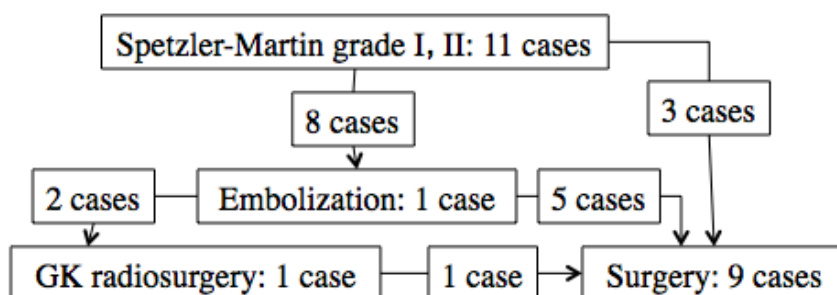 Spetzler-Martin grade I, II: 11 cases
8 cases
3 cases
2 cases
Embolization: 1 case
5 cases
GK radiosurgery: 1 case
1 case
Surgery: 9 cases